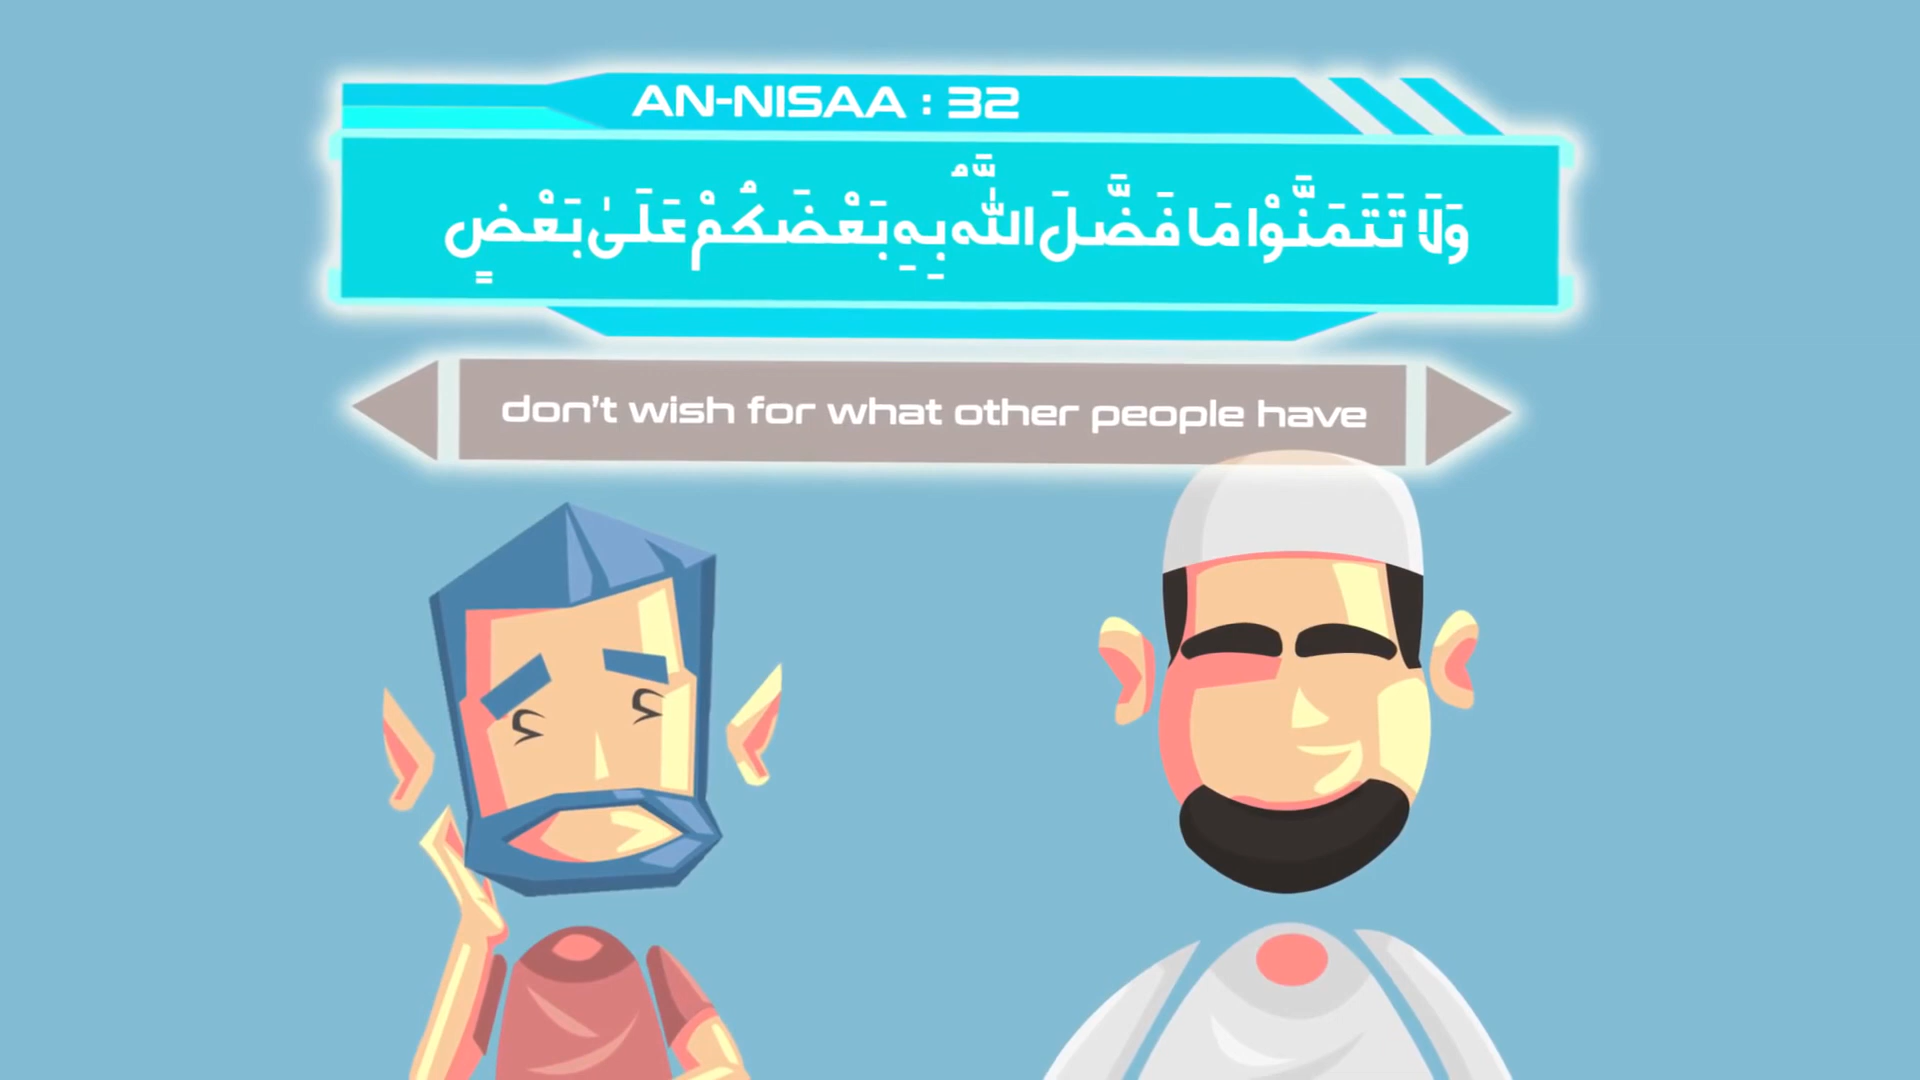 AN-NISAA : 32
وَلَا تَتَمَنَّوْا مَا فَضَّلَ اللَّهُ بِهِ بَعْضَكُمْ عَلَىٰ بَعْضٍ
don't wish for what other people have